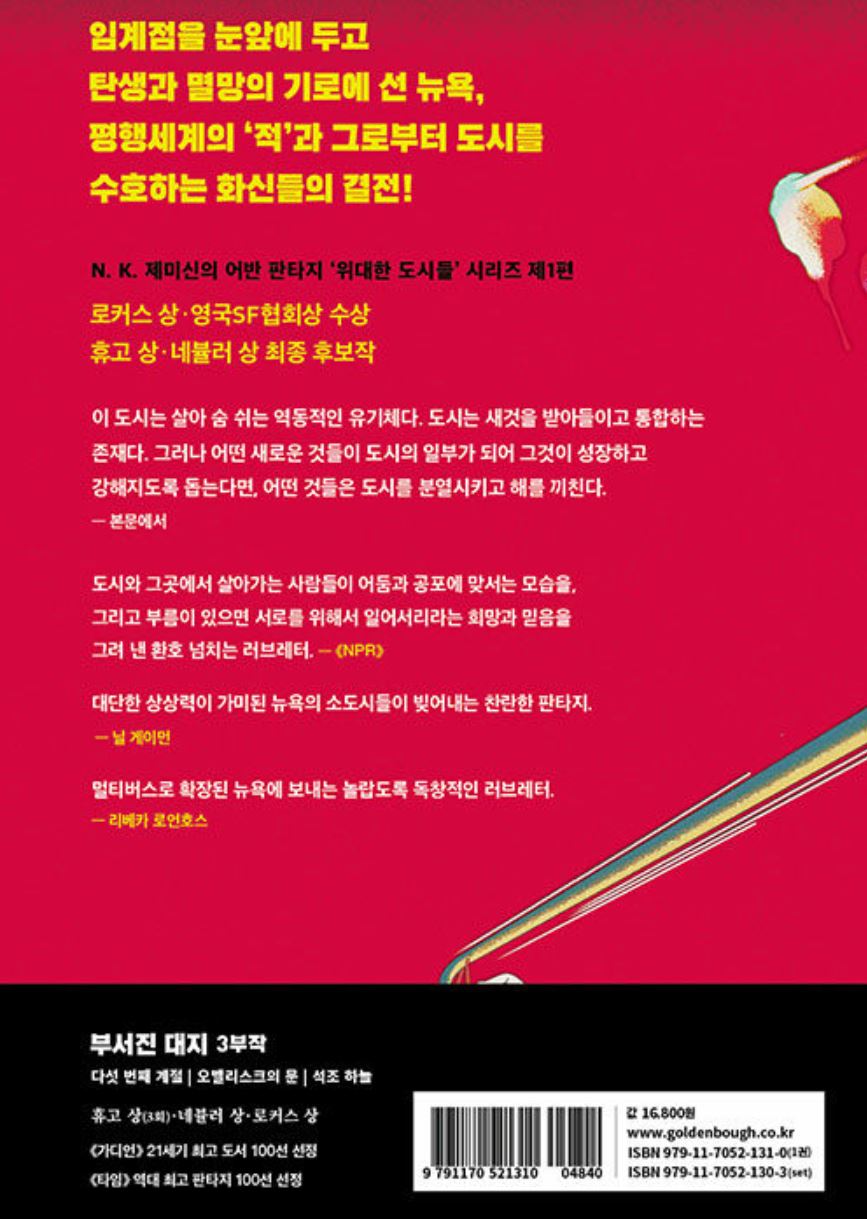 임계점을 눈앞에 두고
탄생과 멸망의 기로에 선 뉴욕,
평행세계의 ‘적’과 그로부터 도시를
수호하는 화신들의 결전!
N. K. 제미신의 어반 판타지 ‘위대한 도시들’ 시리즈 제1편
로커스 상·영국SF협회상 수상
휴고 상·네뷸러 상 최종 후보작
이 도시는 살아 숨 쉬는 역동적인 유기체다. 도시는 새것을 받아들이고 통합하는
존재다. 그러나 어떤 새로운 것들이 도시의 일부가 되어 그것이 성장하고
강해지도록 돕는다면, 어떤 것들은 도시를 분열시키고 해를 끼친다.
— 본문에서
도시와 그곳에서 살아가는 사람들이 어둠과 공포에 맞서는 모습을,
그리고 부름이 있으면 서로를 위해서 일어서리라는 희망과 믿음을
그려 낸 환호 넘치는 러브레터. —《NPR》
대단한 상상력이 가미된 뉴욕의 소도시들이 빚어내는 찬란한 판타지.
— 닐 게이먼
멀티버스로 확장된 뉴욕에 보내는 놀랍도록 독창적인 러브레터.
— 리베카 로언호스
부서진 대지 3부작
다섯 번째 계절 | 오벨리스크의 문 | 석조 하늘
휴고 상(3회)·네뷸러 상·로커스 상
《가디언》 21세기 최고 도서 100선 선정
《타임》 역대 최고 판타지 100선 선정
값 16,800원
www.goldenbough.co.kr
ISBN 979-11-7052-131-0(1권)
ISBN 979-11-7052-130-3(set)
9 791170 521310 04840